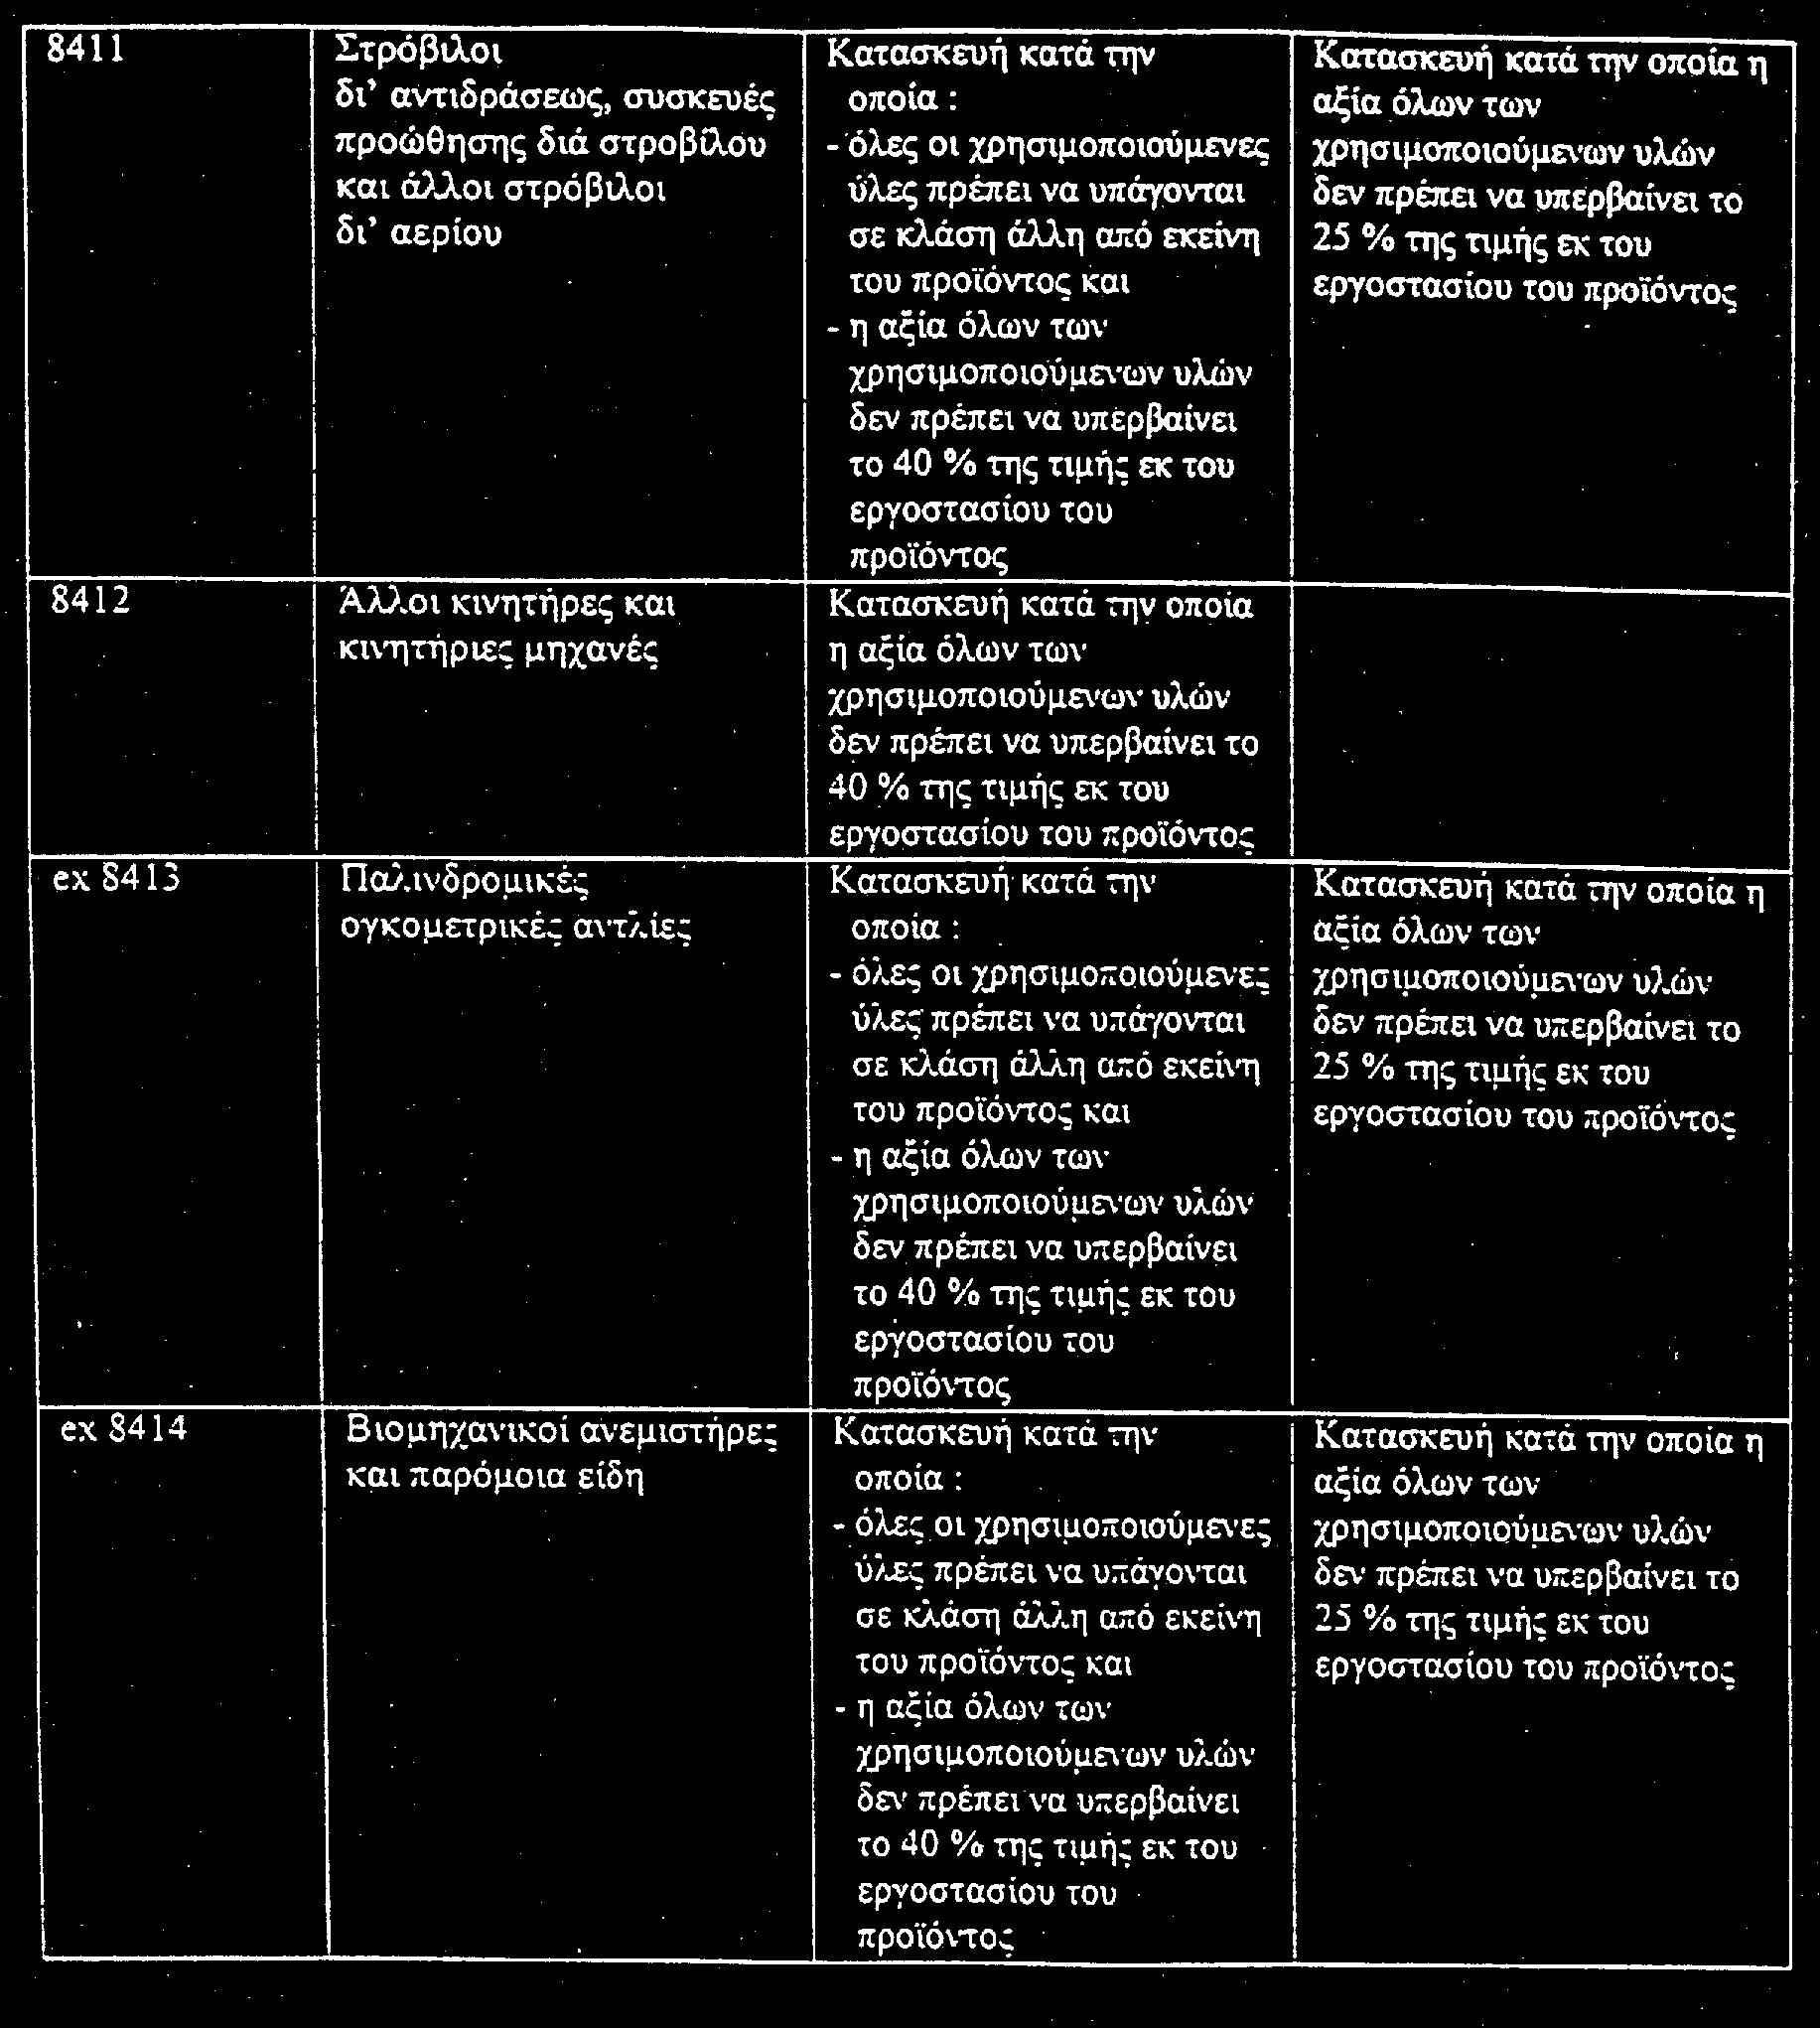 8411
Στρόβιλοι
δι’ αντιδράσεως, συσκευές
προώθησης διά στροβίλου
και άλλοι στρόβιλοι
δι’ αερίου
Κατασκευή κατά την
οποία :
- όλες οι χρησιμοποιούμενες
ύλες πρέπει να υπάγονται
σε κλάση άλλη από εκείνη
του προϊόντος και
- η αξία όλων των
χρησιμοποιούμενων υλών
δεν πρέπει να υπερβαίνει
το 40 % της τιμής εκ του
εργοστασίου του
προϊόντος
Κατασκευή κατά την οποία η
αξία όλων των
χρησιμοποιούμενων υλών
δεν πρέπει να υπερβαίνει το
25 % της τιμής εκ του
εργοστασίου του προϊόντος
8412
Άλλοι κινητήρες και
κινητήριες μηχανές
Κατασκευή κατά την οποία
η αξία όλων των
χρησιμοποιούμενων υλών
δεν πρέπει να υπερβαίνει το
40 % της τιμής εκ του
εργοστασίου του προϊόντος
ex 8413
Παλινδρομικές
ογκομετρικές αντλίες
Κατασκευή κατά την
οποία :
- όλες οι χρησιμοποιούμενες
ύλες πρέπει να υπάγονται
σε κλάση άλλη από εκείνη
του προϊόντος και
- η αξία όλων των
χρησιμοποιούμενων υλών
δεν πρέπει να υπερβαίνει
το 40 % της τιμής εκ του
εργοστασίου του
προϊόντος
Κατασκευή κατά την οποία η
αξία όλων των
χρησιμοποιούμενων υλών
δεν πρέπει να υπερβαίνει το
25 % της τιμής εκ του
εργοστασίου του προϊόντος
ex 8414
Βιομηχανικοί ανεμιστήρες
και παρόμοια είδη
Κατασκευή κατά την
οποία :
- όλες οι χρησιμοποιούμενες
ύλες πρέπει να υπάγονται
σε κλάση άλλη από εκείνη
του προϊόντος και
- η αξία όλων των
χρησιμοποιούμενων υλών
δεν πρέπει να υπερβαίνει
το 40 % της τιμής εκ του
εργοστασίου του
προϊόντος
Κατασκευή κατά την οποία η
αξία όλων των
χρησιμοποιούμενων υλών
δεν πρέπει να υπερβαίνει το
25 % της τιμής εκ του
εργοστασίου του προϊόντος